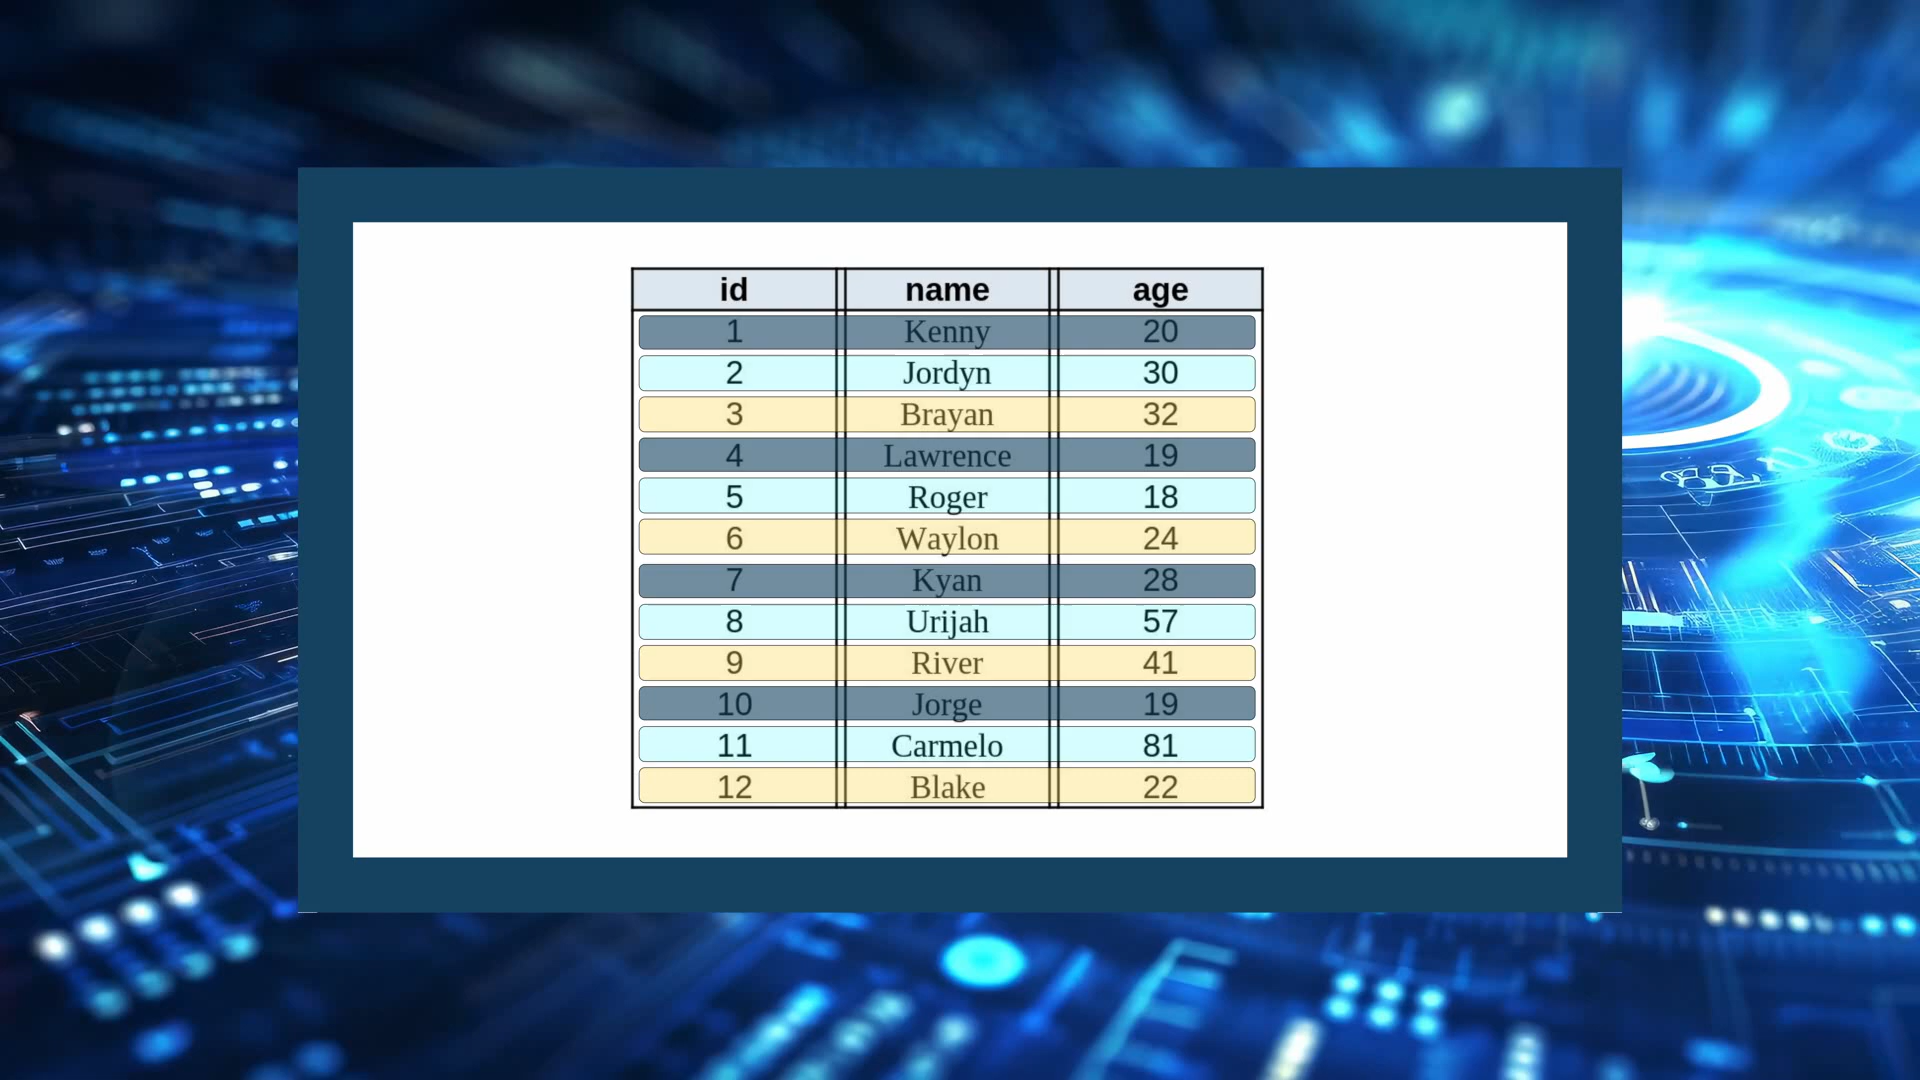 id name age
1 Kenny 20
2 Jordyn 30
3 Brayan 32
4 Lawrence 19
5 Roger 18
6 Waylon 24
7 Kyan 28
8 Urijah 57
9 River 41
10 Jorge 19
11 Carmelo 81
12 Blake 22